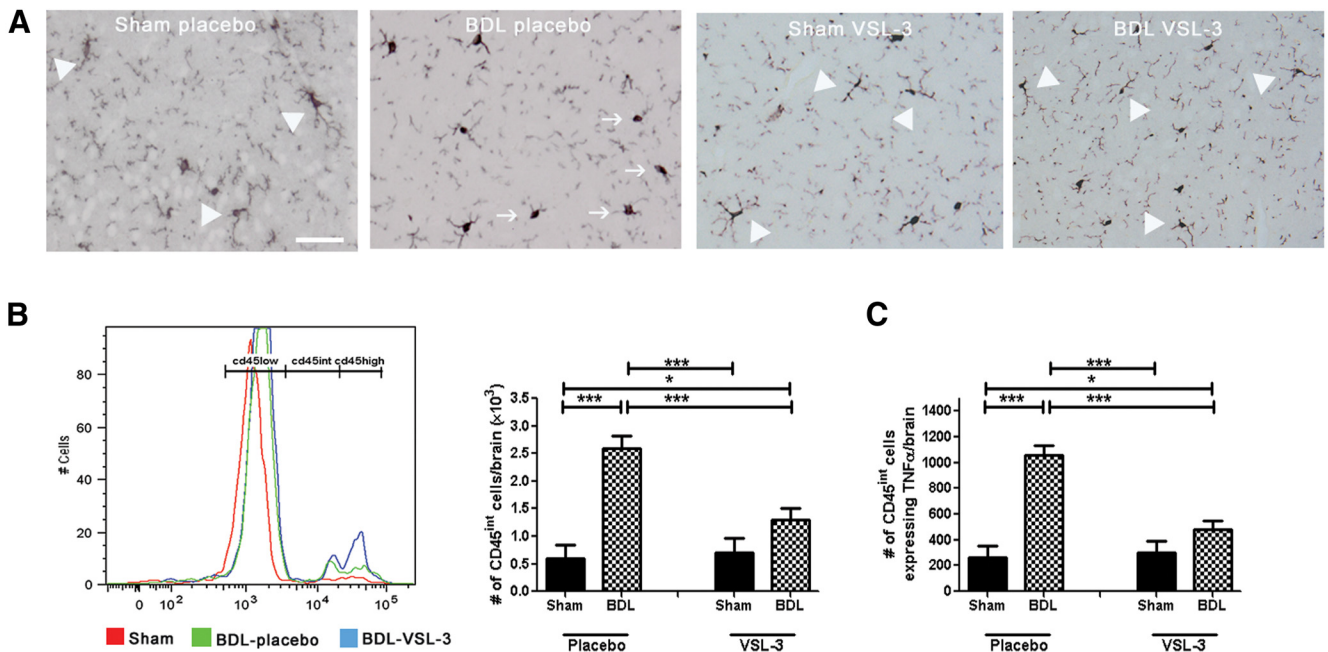 A
Sham placebo
BDL placebo
Sham VSL-3
BDL VSL-3
B
# Cells
80
60
40
20
0
cd45low cd45int cd45high
0 10² 10³ 10⁴ 10⁵
Sham
BDL-placebo
BDL-VSL-3
# of CD45ⁱⁿᵗ cells/brain (×10³)
3.5
3.0
2.5
2.0
1.5
1.0
0.5
0.0
***
*
*** ***
Sham BDL Sham BDL
Placebo VSL-3
C
# of CD45ⁱⁿᵗ cells
expressing TNFα/brain
1400
1200
1000
800
600
400
200
0
***
*
*** ***
Sham BDL Sham BDL
Placebo VSL-3